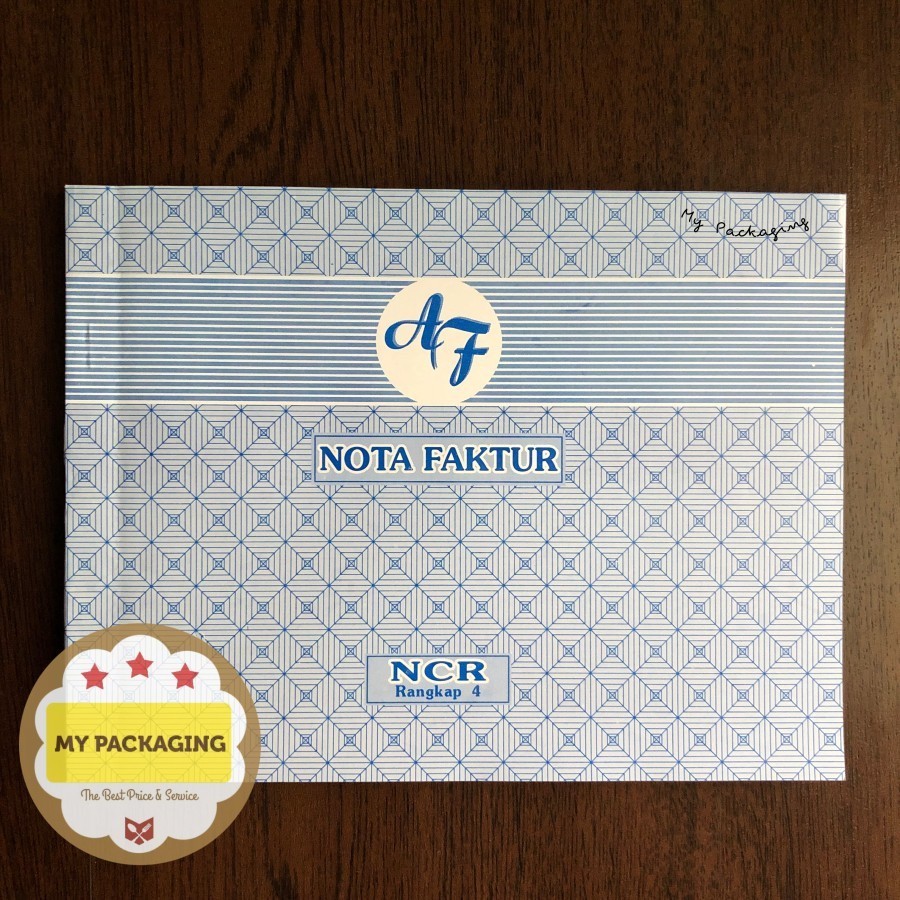 My Packaging
AF
NOTA FAKTUR
NCR
Rangkap 4
MY PACKAGING
The Best Price & Service